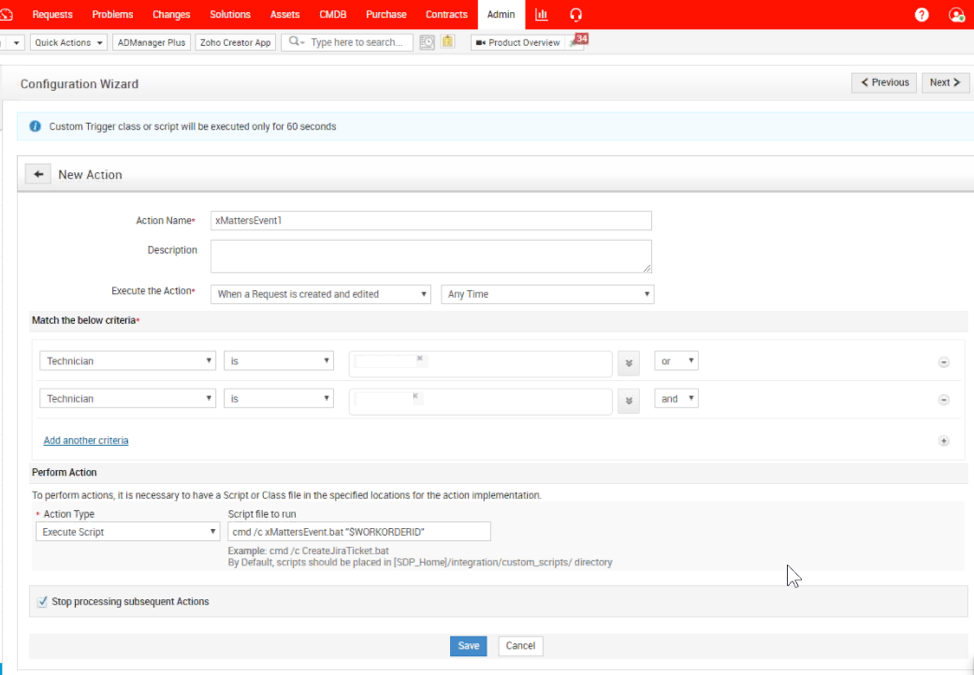 Requests Problems Changes Solutions Assets CMDB Purchase Contracts Admin
Quick Actions ADManager Plus Zoho Creator App Type here to search... Product Overview 34
Configuration Wizard Previous Next
Custom Trigger class or script will be executed only for 60 seconds
New Action
Action Name* xMattersEvent1
Description
Execute the Action* When a Request is created and edited Any Time
Match the below criteria*
Technician is or
Technician is and
Add another criteria
Perform Action
To perform actions, it is necessary to have a Script or Class file in the specified locations for the action implementation.
* Action Type Script file to run
Execute Script cmd /c xMattersEvent.bat "$WORKORDERID"
Example: cmd /c CreateJiraTicket.bat
By Default, scripts should be placed in [SDP_Home]/integration/custom_scripts/ directory
Stop processing subsequent Actions
Save Cancel